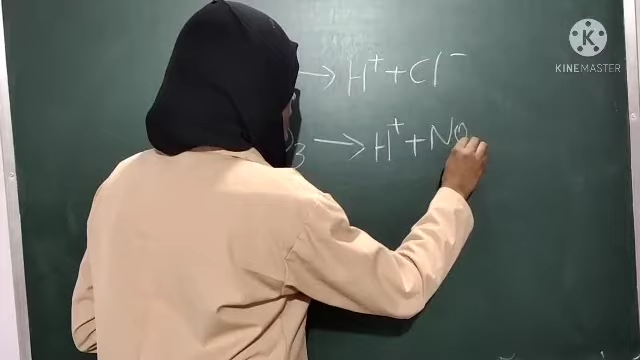 → H⁺ + Cl⁻
₃ → H⁺ + NO
KINEMASTER